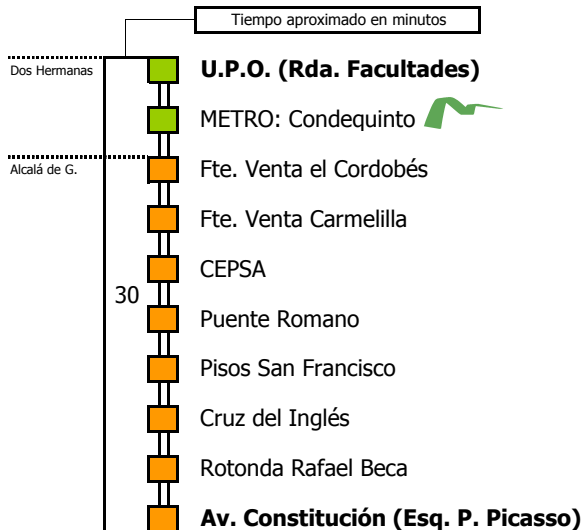 Tiempo aproximado en minutos
Dos Hermanas
U.P.O. (Rda. Facultades)
METRO: Condequinto
Alcalá de G.
Fte. Venta el Cordobés
Fte. Venta Carmelilla
CEPSA
30
Puente Romano
Pisos San Francisco
Cruz del Inglés
Rotonda Rafael Beca
Av. Constitución (Esq. P. Picasso)